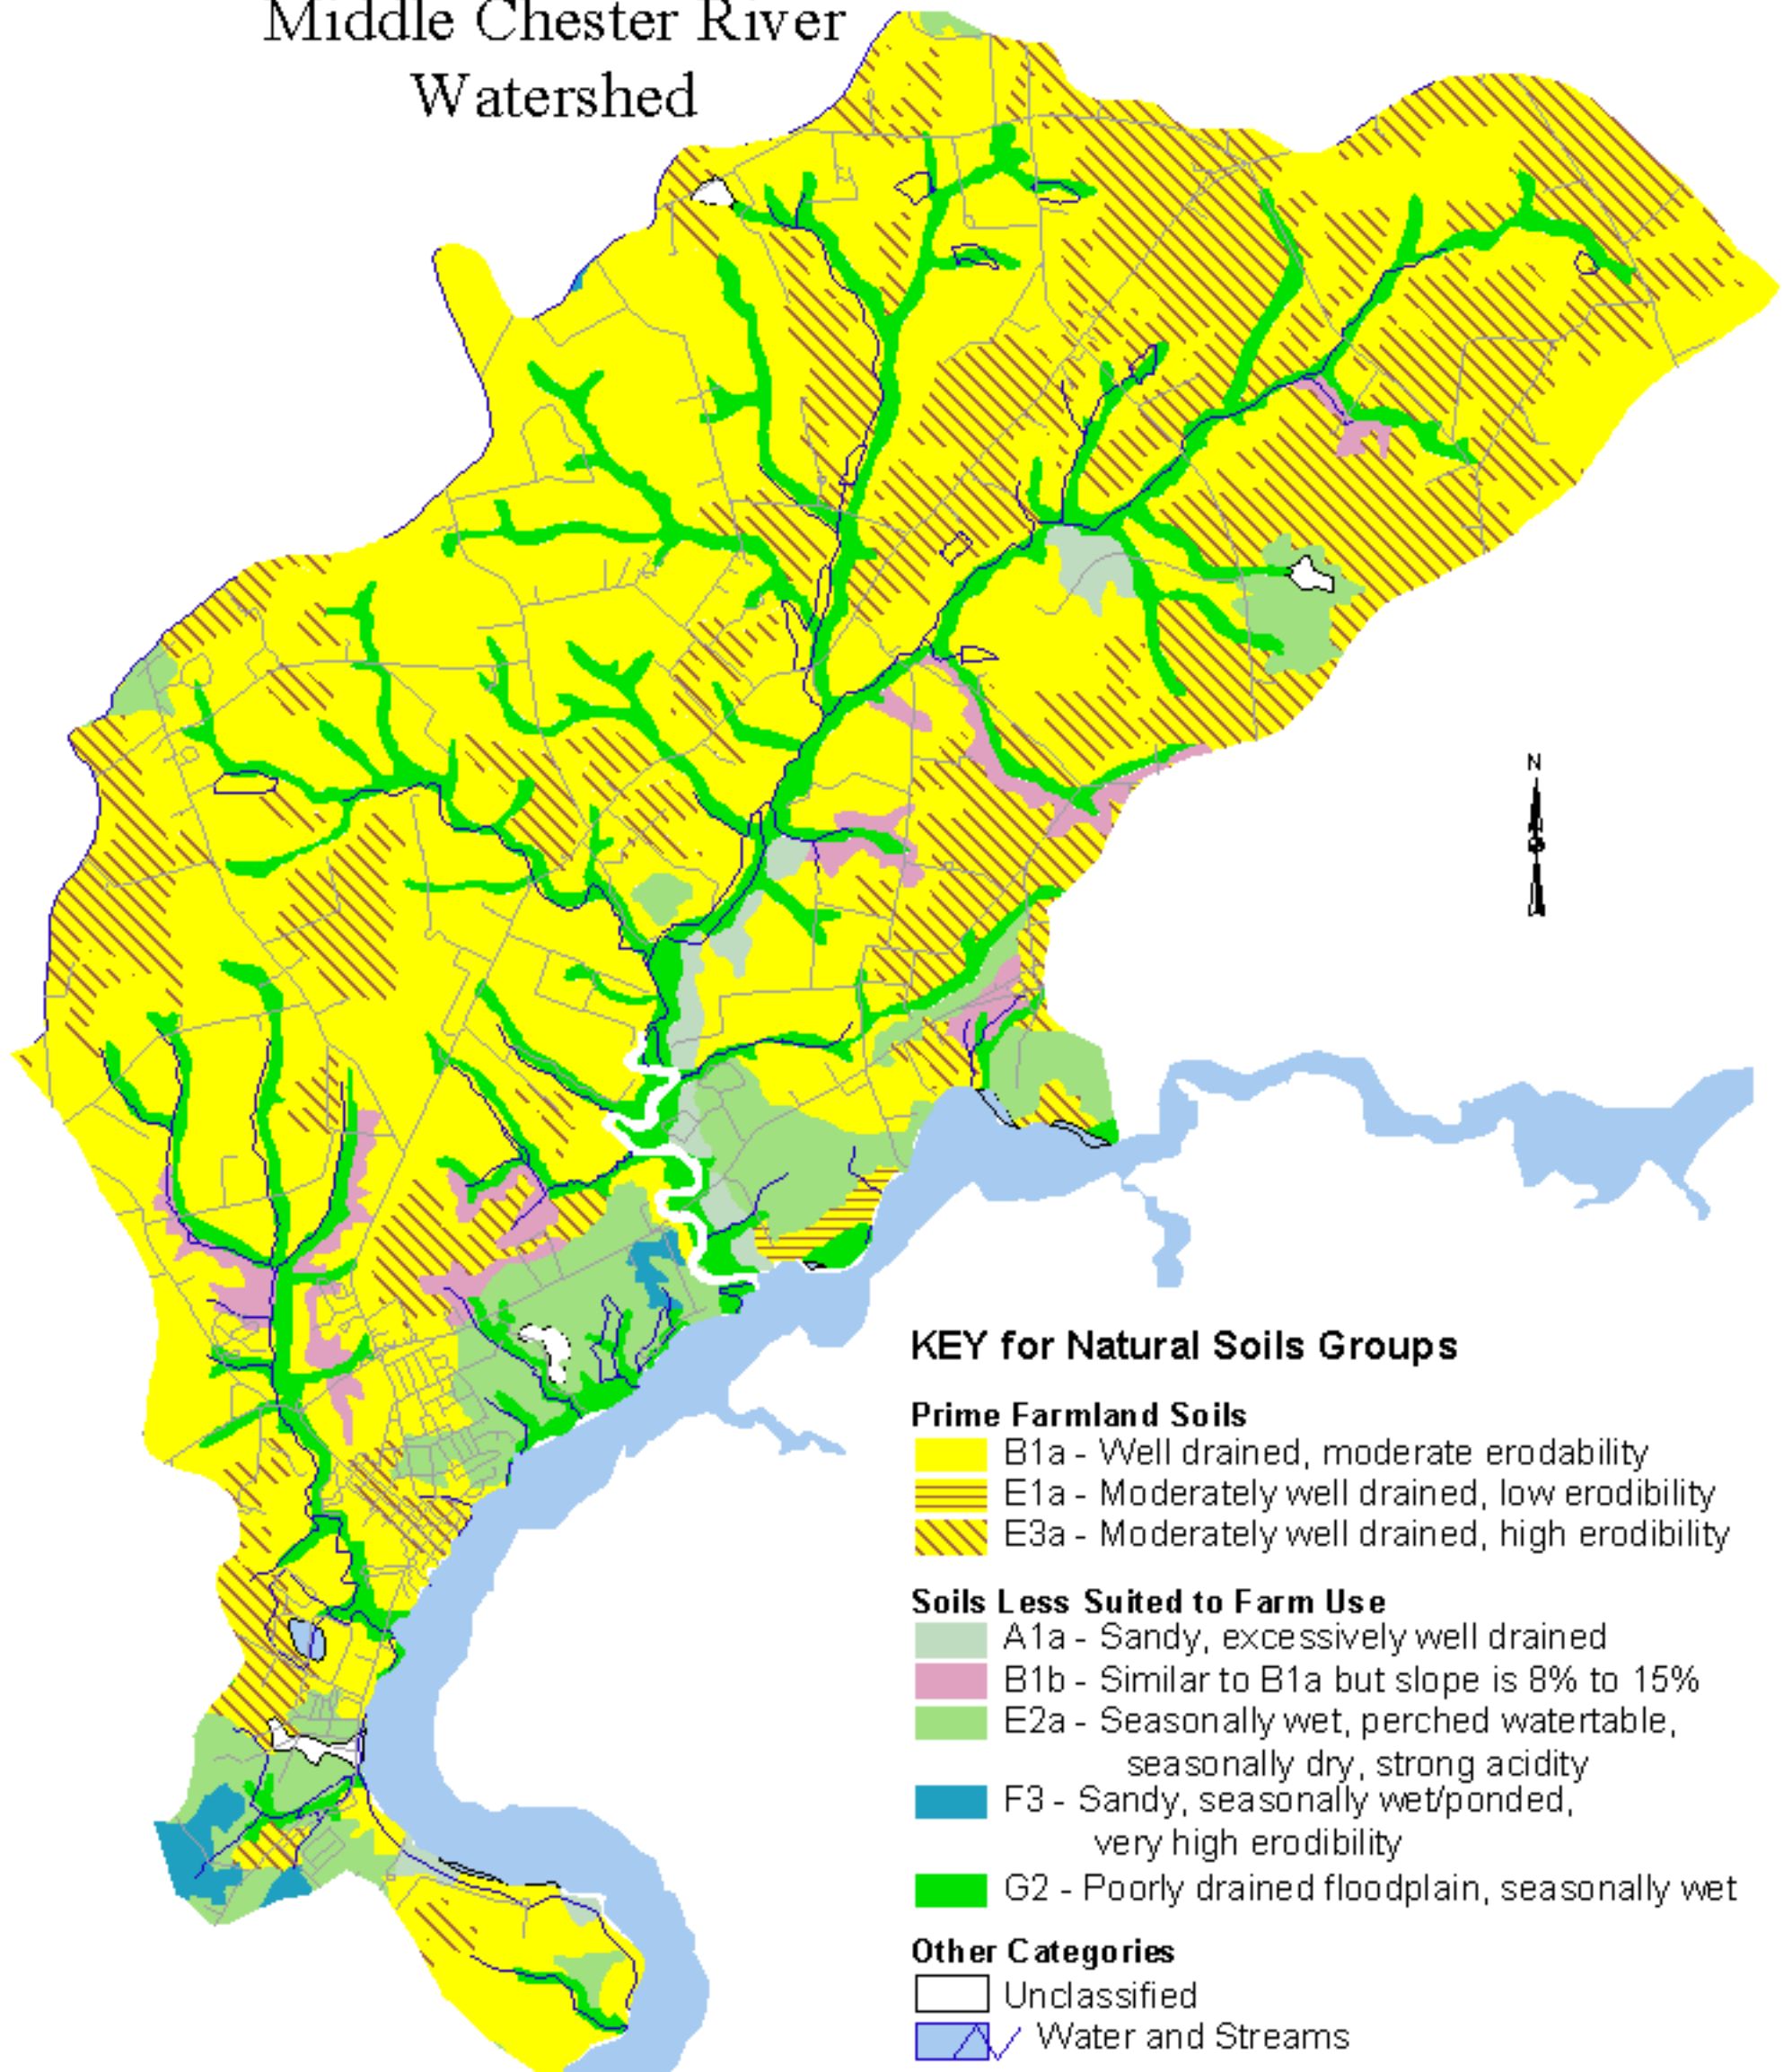 Middle Chester River
Watershed
N
KEY for Natural Soils Groups
Prime Farmland Soils
B1a - Well drained, moderate erodability
E1a - Moderately well drained, low erodibility
E3a - Moderately well drained, high erodibility
Soils Less Suited to Farm Use
A1a - Sandy, excessively well drained
B1b - Similar to B1a but slope is 8% to 15%
E2a - Seasonally wet, perched watertable,
seasonally dry, strong acidity
F3 - Sandy, seasonally wet/ponded,
very high erodibility
G2 - Poorly drained floodplain, seasonally wet
Other Categories
Unclassified
Water and Streams